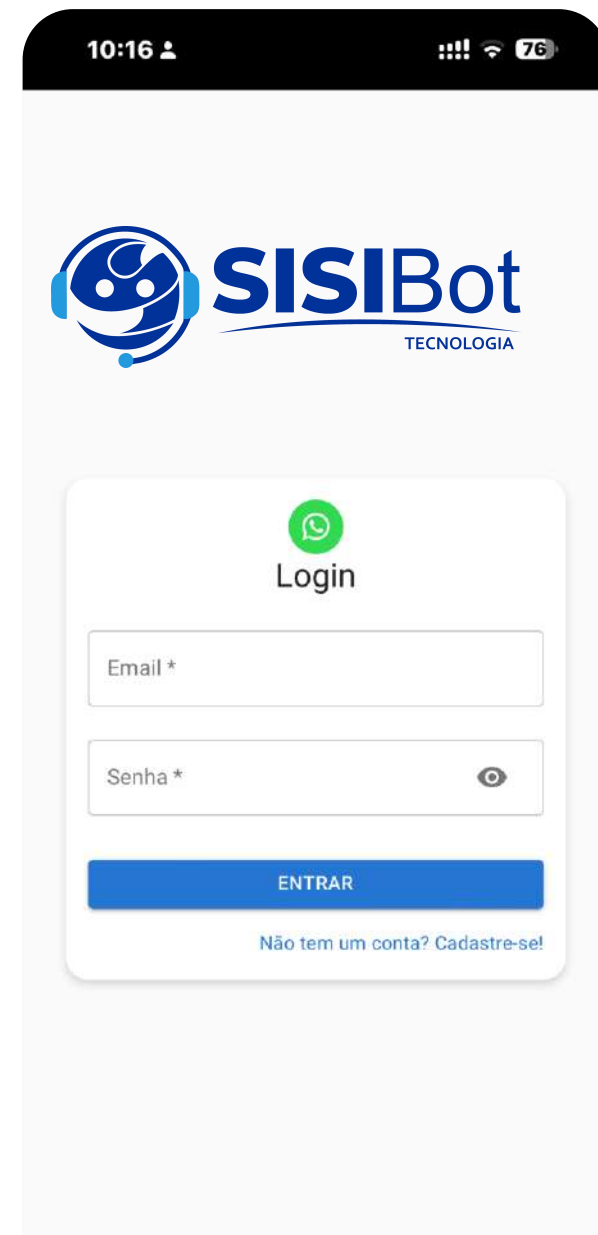 10:16
76
SISIBot
TECNOLOGIA
Login
Email *
Senha *
ENTRAR
Não tem um conta? Cadastre-se!